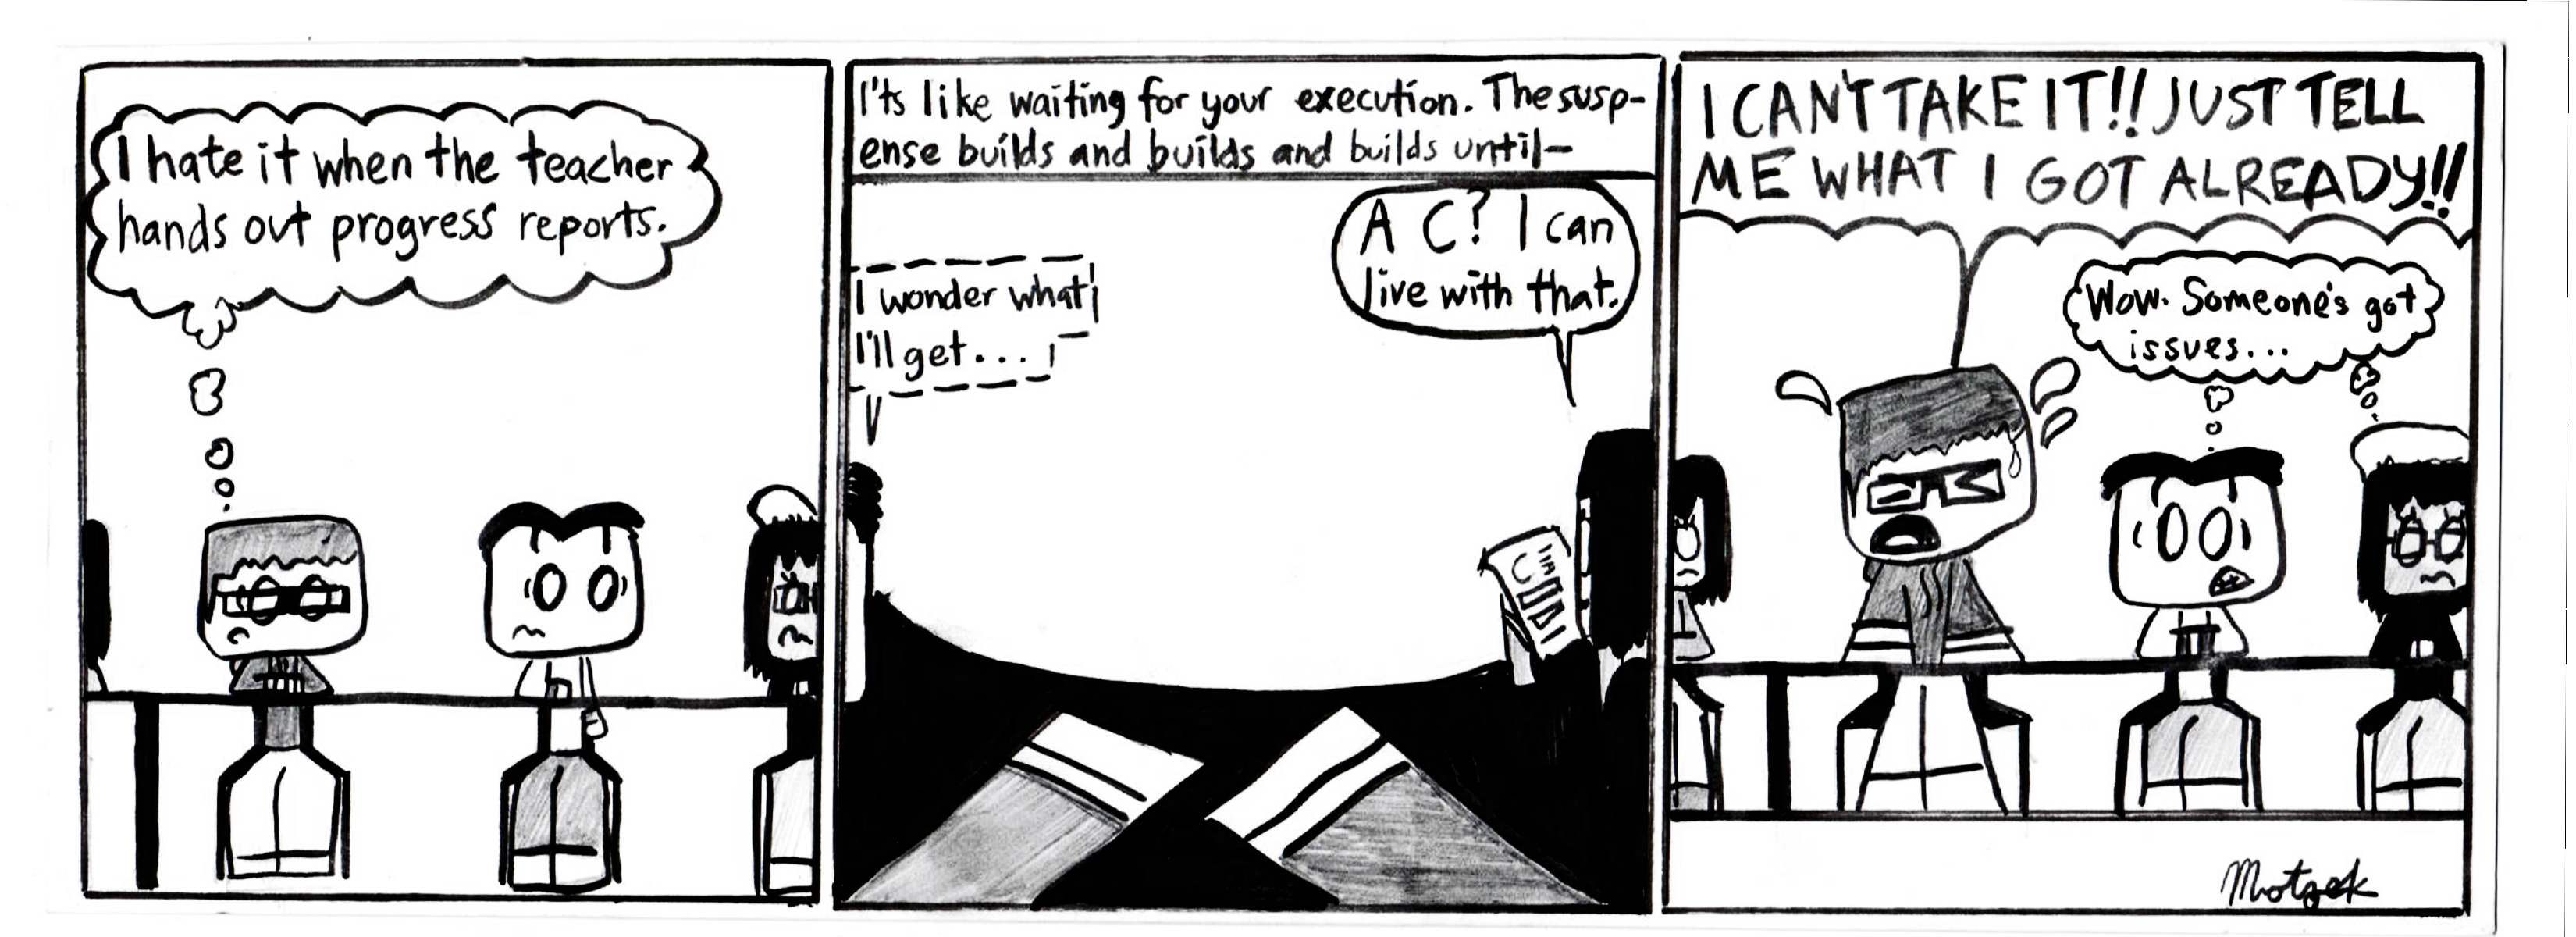 I hate it when the teacher
hands out progress reports.
I'ts like waiting for your execution. The susp-
ense builds and builds and builds until—
I wonder what
I'll get...
A C? I can
live with that.
I CAN'T TAKE IT!! JUST TELL
ME WHAT I GOT ALREADY!!
Wow. Someone's got
issues...
Motzek